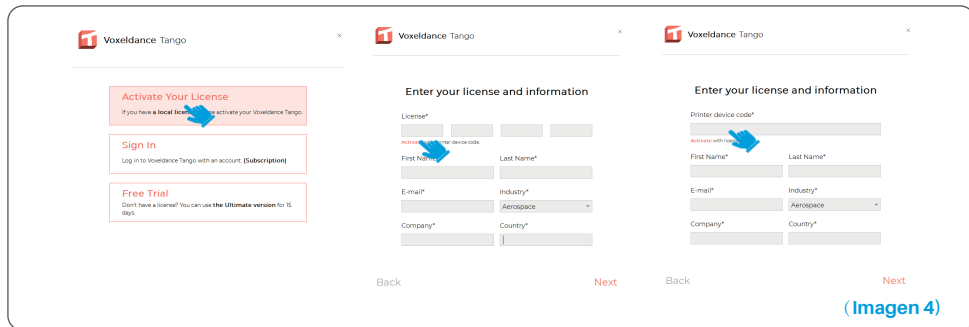 Voxeldance Tango
Activate Your License
If you have a local license activate your Voxeldance Tango.
Sign In
Log in to Voxeldance Tango with an account. (Subscription)
Free Trial
Don't have a license? You can use the Ultimate version for 15
days.
Voxeldance Tango
Enter your license and information
License*
Activate printer device code.
First Name* Last Name*
E-mail* Industry*
Aerospace
Company* Country*
Back Next
Voxeldance Tango
Enter your license and information
Printer device code*
Activate with
First Name* Last Name*
E-mail* Industry*
Aerospace
Company* Country*
Back Next
(Imagen 4)